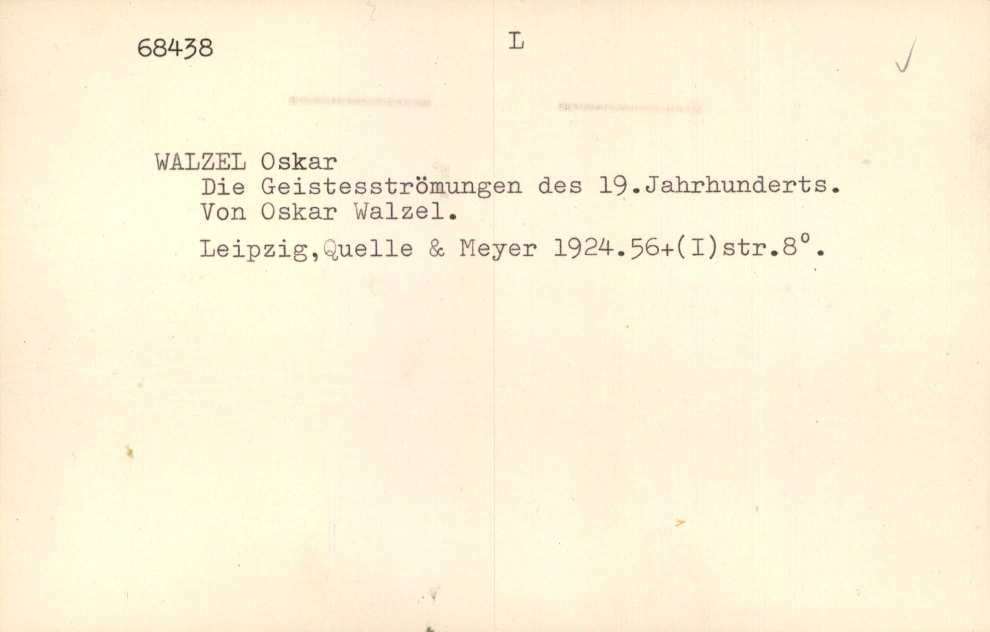 68438
L
WALZEL Oskar
Die Geistesströmungen des 19.Jahrhunderts.
Von Oskar Walzel.
Leipzig,Quelle & Meyer 1924.56+(I)str.8°.